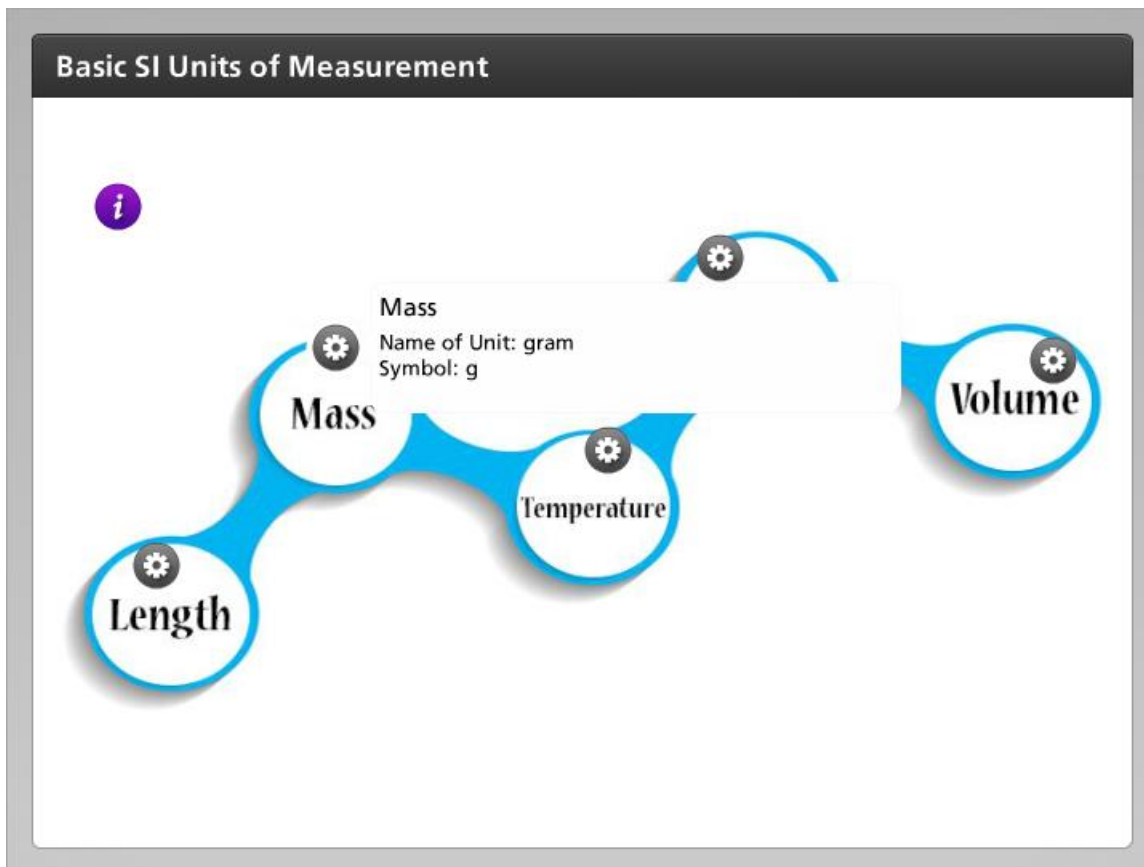 Basic SI Units of Measurement
i
Mass
Name of Unit: gram
Symbol: g
Mass
Volume
Temperature
Length